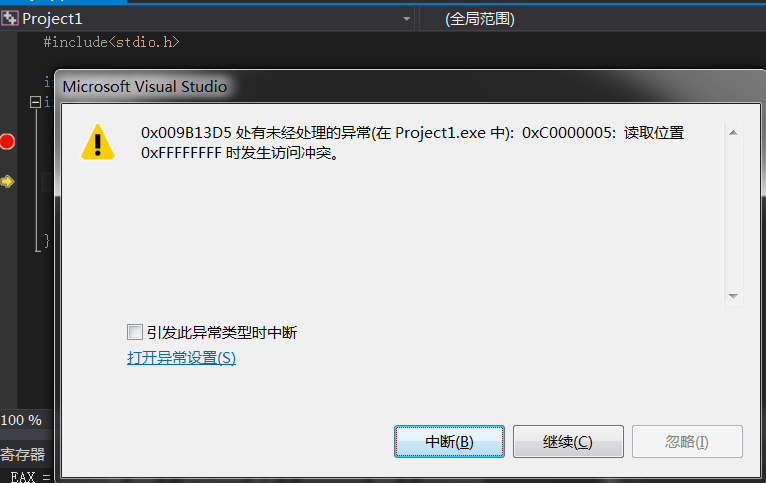 Project1
(全局范围)
#include<stdio.h>
Microsoft Visual Studio
i
i
0x009B13D5 处有未经处理的异常(在 Project1.exe 中): 0xC0000005: 读取位置
0xFFFFFFFF 时发生访问冲突。
}
引发此异常类型时中断
打开异常设置(S)
100 %
中断(B)
继续(C)
忽略(I)
寄存器
EAX =